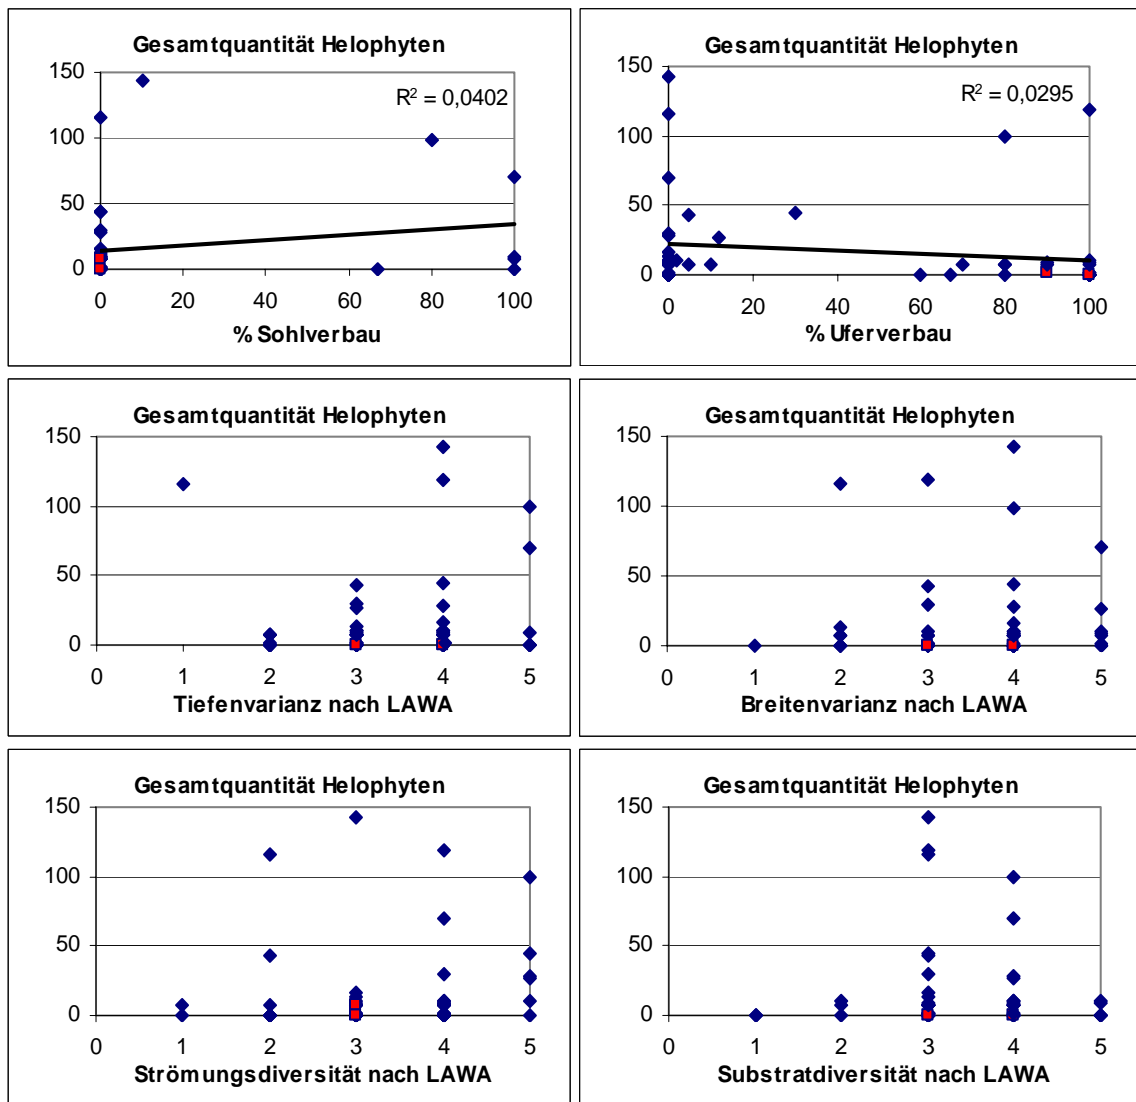 Gesamtquantität Helophyten
R² = 0,0402
150
100
50
0
0 20 40 60 80 100
% Sohlverbau
Gesamtquantität Helophyten
R² = 0,0295
150
100
50
0
0 20 40 60 80 100
% Uferverbau
Gesamtquantität Helophyten
150
100
50
0
0 1 2 3 4 5
Tiefenvarianz nach LAWA
Gesamtquantität Helophyten
150
100
50
0
0 1 2 3 4 5
Breitenvarianz nach LAWA
Gesamtquantität Helophyten
150
100
50
0
0 1 2 3 4 5
Strömungsdiversität nach LAWA
Gesamtquantität Helophyten
150
100
50
0
0 1 2 3 4 5
Substratdiversität nach LAWA